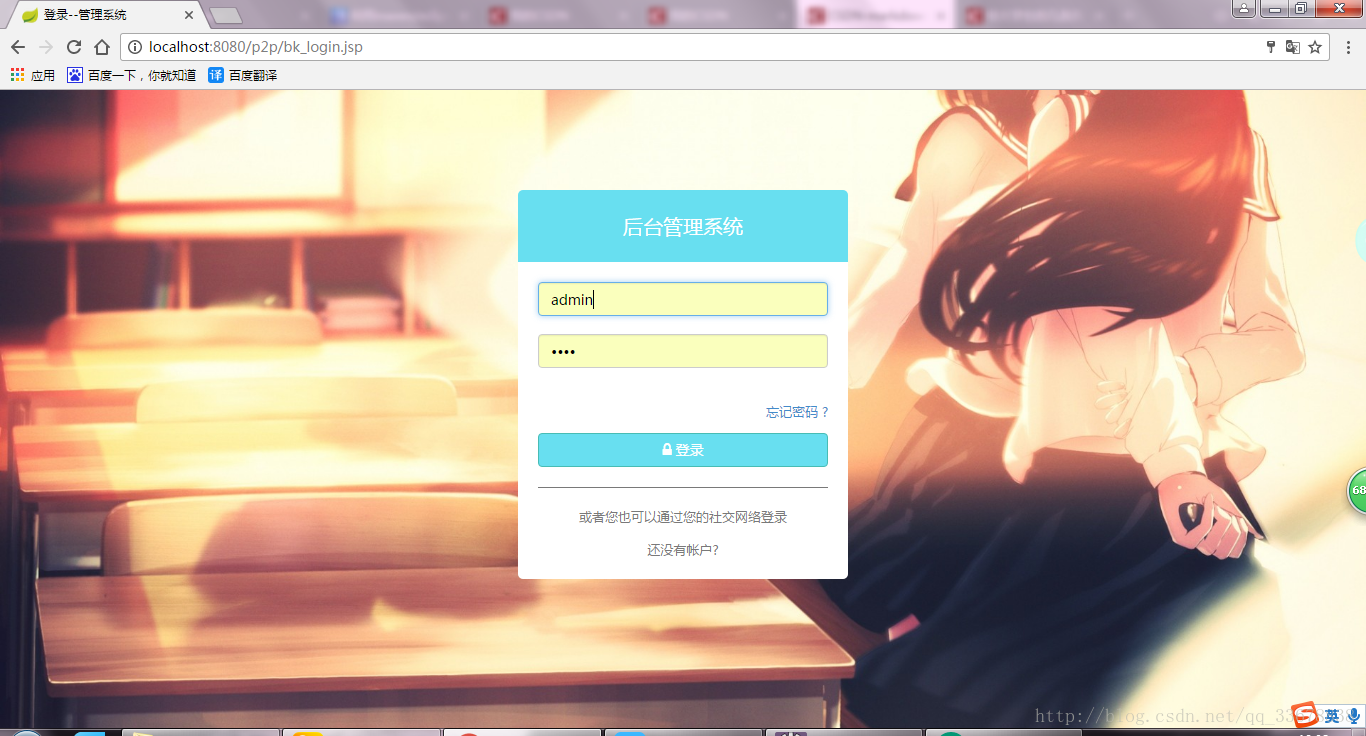 登录--管理系统
localhost:8080/p2p/bk_login.jsp
应用 百度一下，你就知道 译 百度翻译
后台管理系统
admin
••••
忘记密码？
登录
或者您也可以通过您的社交网络登录
还没有帐户?
68
http://blog.csdn.net/qq_33
英